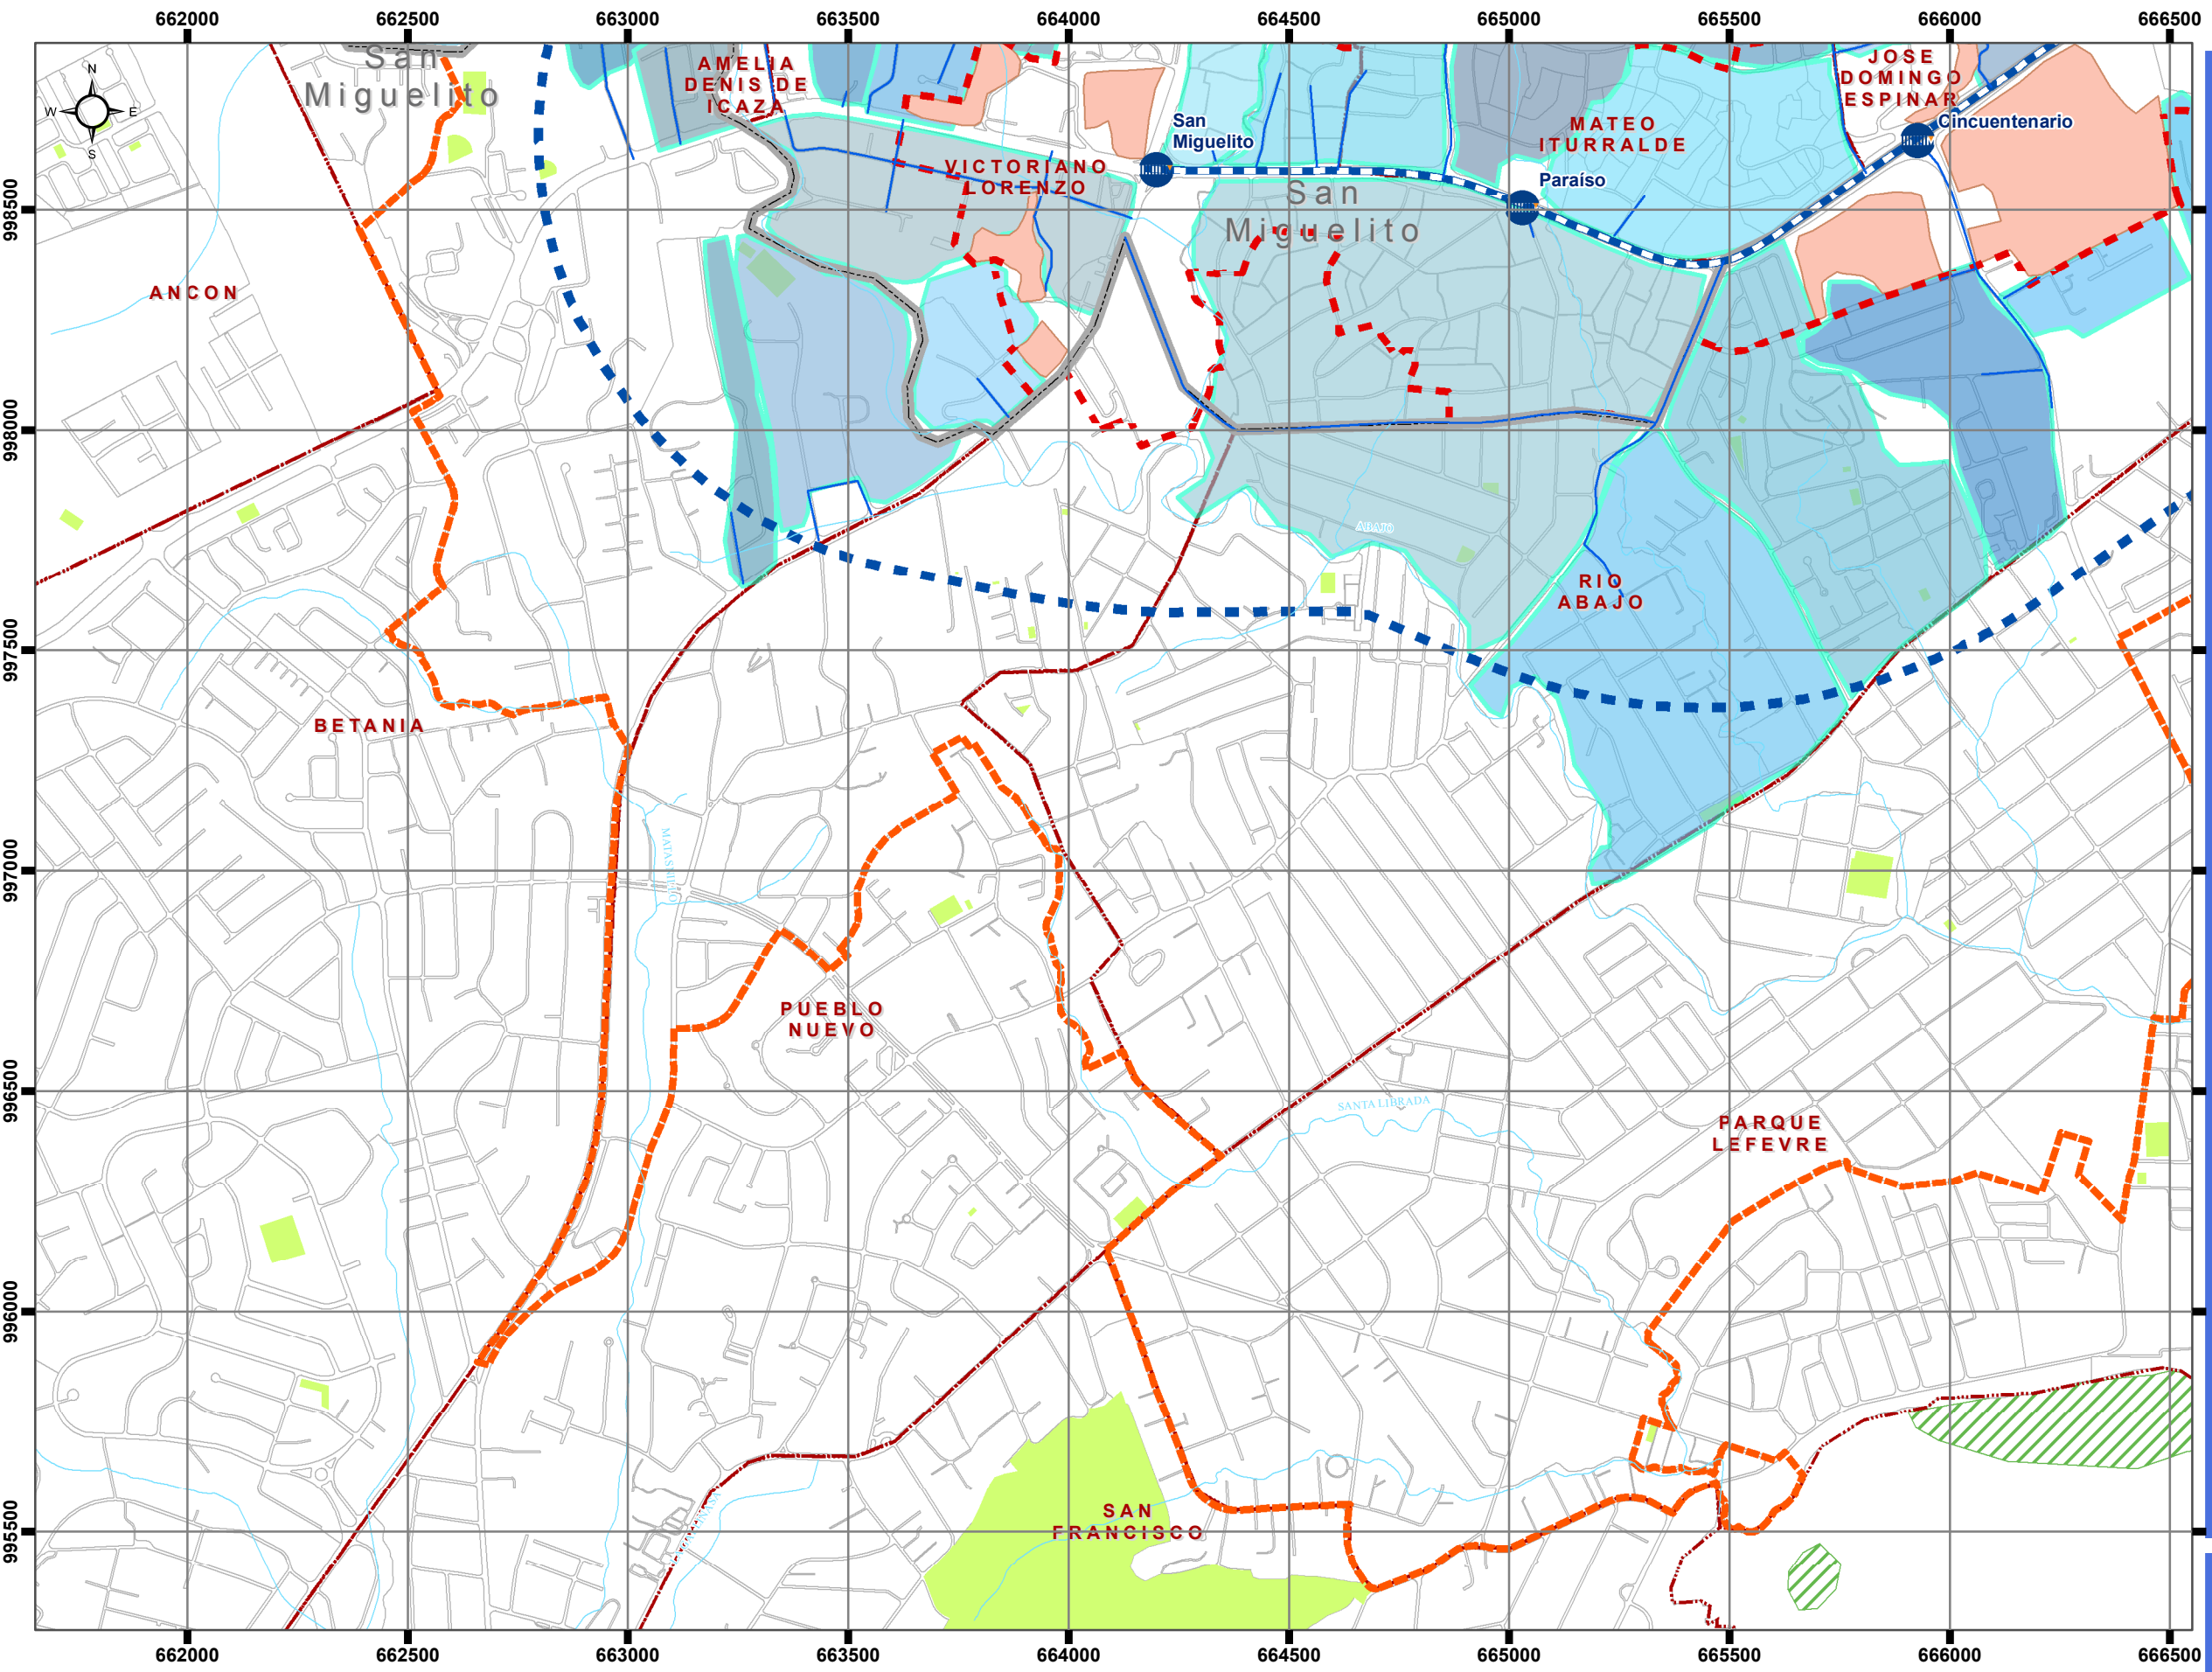 662000 662500 663000 663500 664000 664500 665000 665500 666000 666500
N
W E
S
San
Miguelito
AMELIA
DENIS DE
ICAZA
JOSE
DOMINGO
ESPINAR
San
Miguelito
Cincuentenario
MATEO
ITURRALDE
VICTORIANO
LORENZO
Paraíso
998500
San
Miguelito
ANCON
998000
ABAJO
RIO
ABAJO
997500
BETANIA
MATASNILLO
997000
PUEBLO
NUEVO
996500
SANTA LIBRADA
PARQUE
LEFEVRE
996000
SAN
FRANCISCO
995500
662000 662500 663000 663500 664000 664500 665000 665500 666000 666500